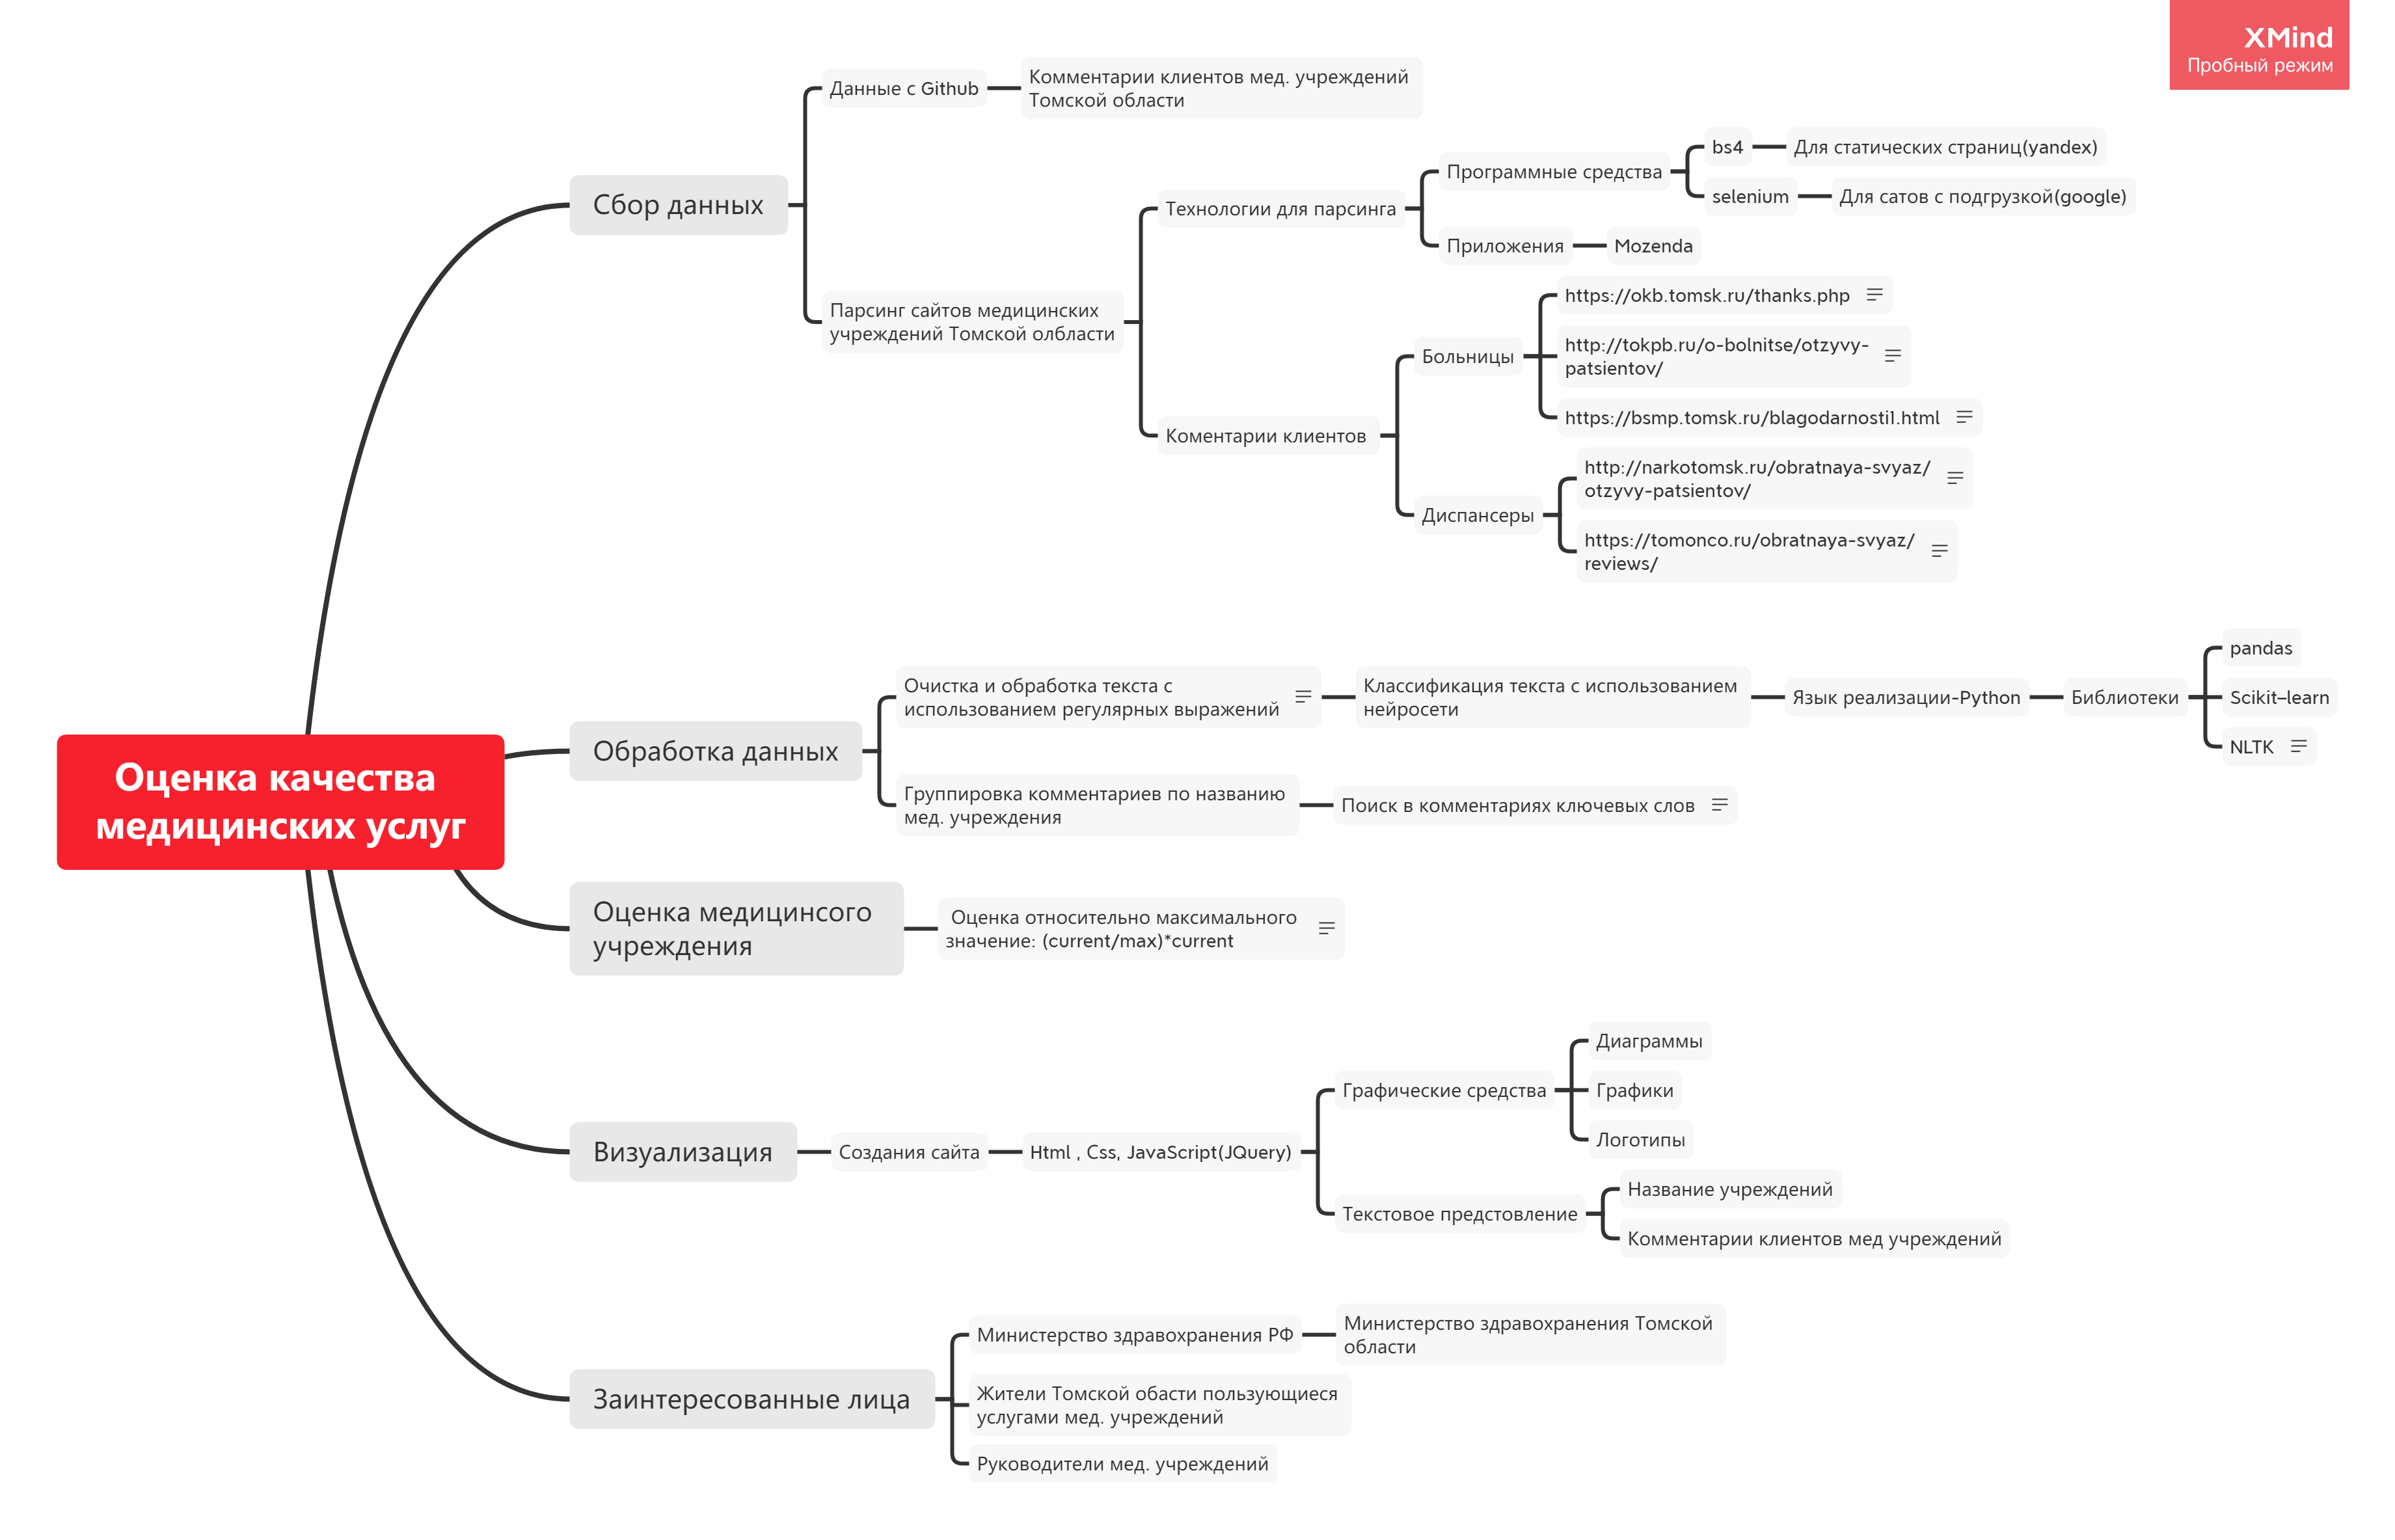 XMind
Пробный режим
Оценка качества
медицинских услуг
Сбор данных
Данные с Github
Комментарии клиентов мед. учреждений
Томской области
Парсинг сайтов медицинских
учреждений Томской олбласти
Технологии для парсинга
Программные средства
bs4
Для статических страниц(yandex)
selenium
Для сатов с подгрузкой(google)
Приложения
Mozenda
Коментарии клиентов
Больницы
https://okb.tomsk.ru/thanks.php
http://tokpb.ru/o-bolnitse/otzyvy-
patsientov/
https://bsmp.tomsk.ru/blagodarnosti1.html
Диспансеры
http://narkotomsk.ru/obratnaya-svyaz/
otzyvy-patsientov/
https://tomonco.ru/obratnaya-svyaz/
reviews/
Обработка данных
Очистка и обработка текста с
использованием регулярных выражений
Классификация текста с использованием
нейросети
Язык реализации-Python
Библиотеки
pandas
Scikit–learn
NLTK
Группировка комментариев по названию
мед. учреждения
Поиск в комментариях ключевых слов
Оценка медицинсого
учреждения
Оценка относительно максимального
значение: (current/max)*current
Визуализация
Создания сайта
Html , Css, JavaScript(JQuery)
Графические средства
Диаграммы
Графики
Логотипы
Текстовое предстовление
Название учреждений
Комментарии клиентов мед учреждений
Заинтересованные лица
Министерство здравохранения РФ
Министерство здравохранения Томской
области
Жители Томской обасти пользующиеся
услугами мед. учреждений
Руководители мед. учреждений